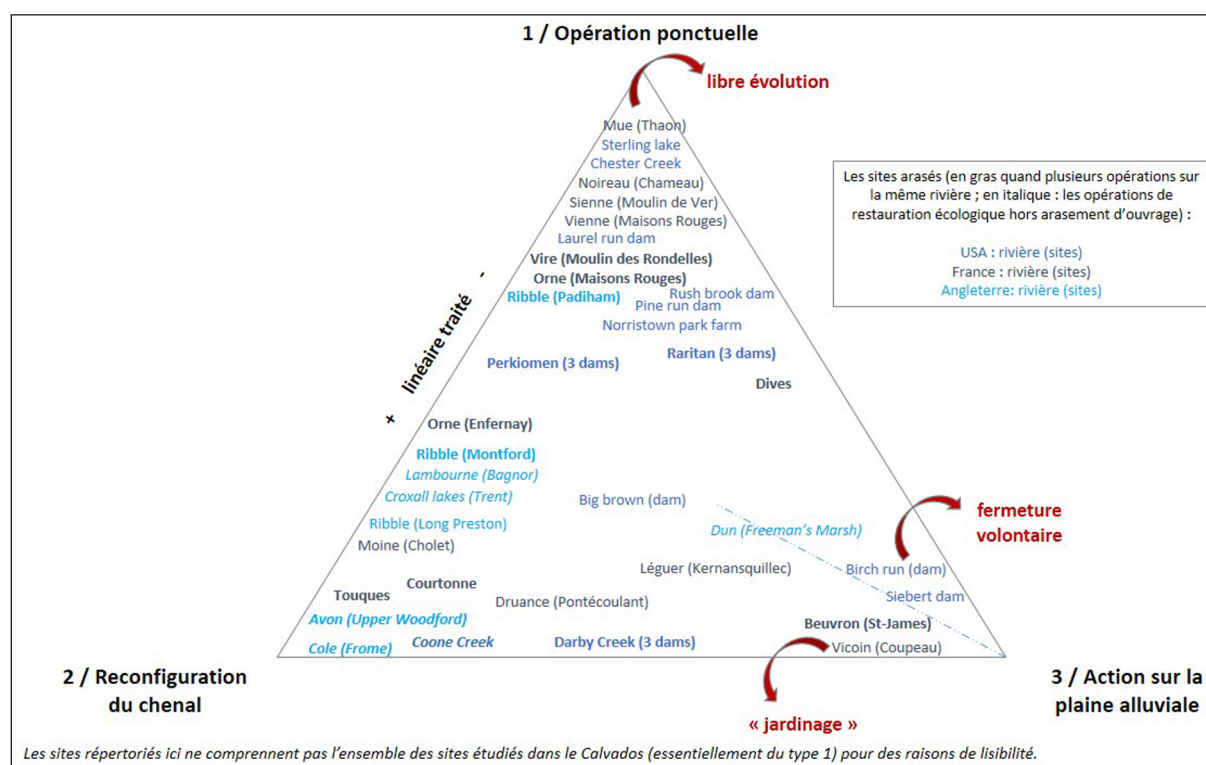 1 / Opération ponctuelle
libre évolution
Mue (Thaon)
Sterling lake
Chester Creek
Noireau (Chameau)
Sienne (Moulin de Ver)
Vienne (Maisons Rouges)
Laurel run dam
Vire (Moulin des Rondelles)
Orne (Maisons Rouges)
Ribble (Padiham)
Rush brook dam
Pine run dam
Norristown park farm
Raritan (3 dams)
Perkiomen (3 dams)
Dives
+ linéaire traité -
Les sites arasés (en gras quand plusieurs opérations sur
la même rivière ; en italique : les opérations de
restauration écologique hors arasement d'ouvrage) :
USA : rivière (sites)
France : rivière (sites)
Angleterre: rivière (sites)
Orne (Enfernay)
Ribble (Montford)
Lambourne (Bagnor)
Croxall lakes (Trent)
Big brown (dam)
Ribble (Long Preston)
Dun (Freeman's Marsh)
fermeture
volontaire
Moine (Cholet)
Léguer (Kernansquillec)
Birch run (dam)
Courtonne
Touques
Druance (Pontécoulant)
Siebert dam
Avon (Upper Woodford)
Beuvron (St-James)
Cole (Frome)
Coone Creek
Darby Creek (3 dams)
Vicoin (Coupeau)
2 / Reconfiguration
du chenal
3 / Action sur la
plaine alluviale
« jardinage »
Les sites répertoriés ici ne comprennent pas l'ensemble des sites étudiés dans le Calvados (essentiellement du type 1) pour des raisons de lisibilité.